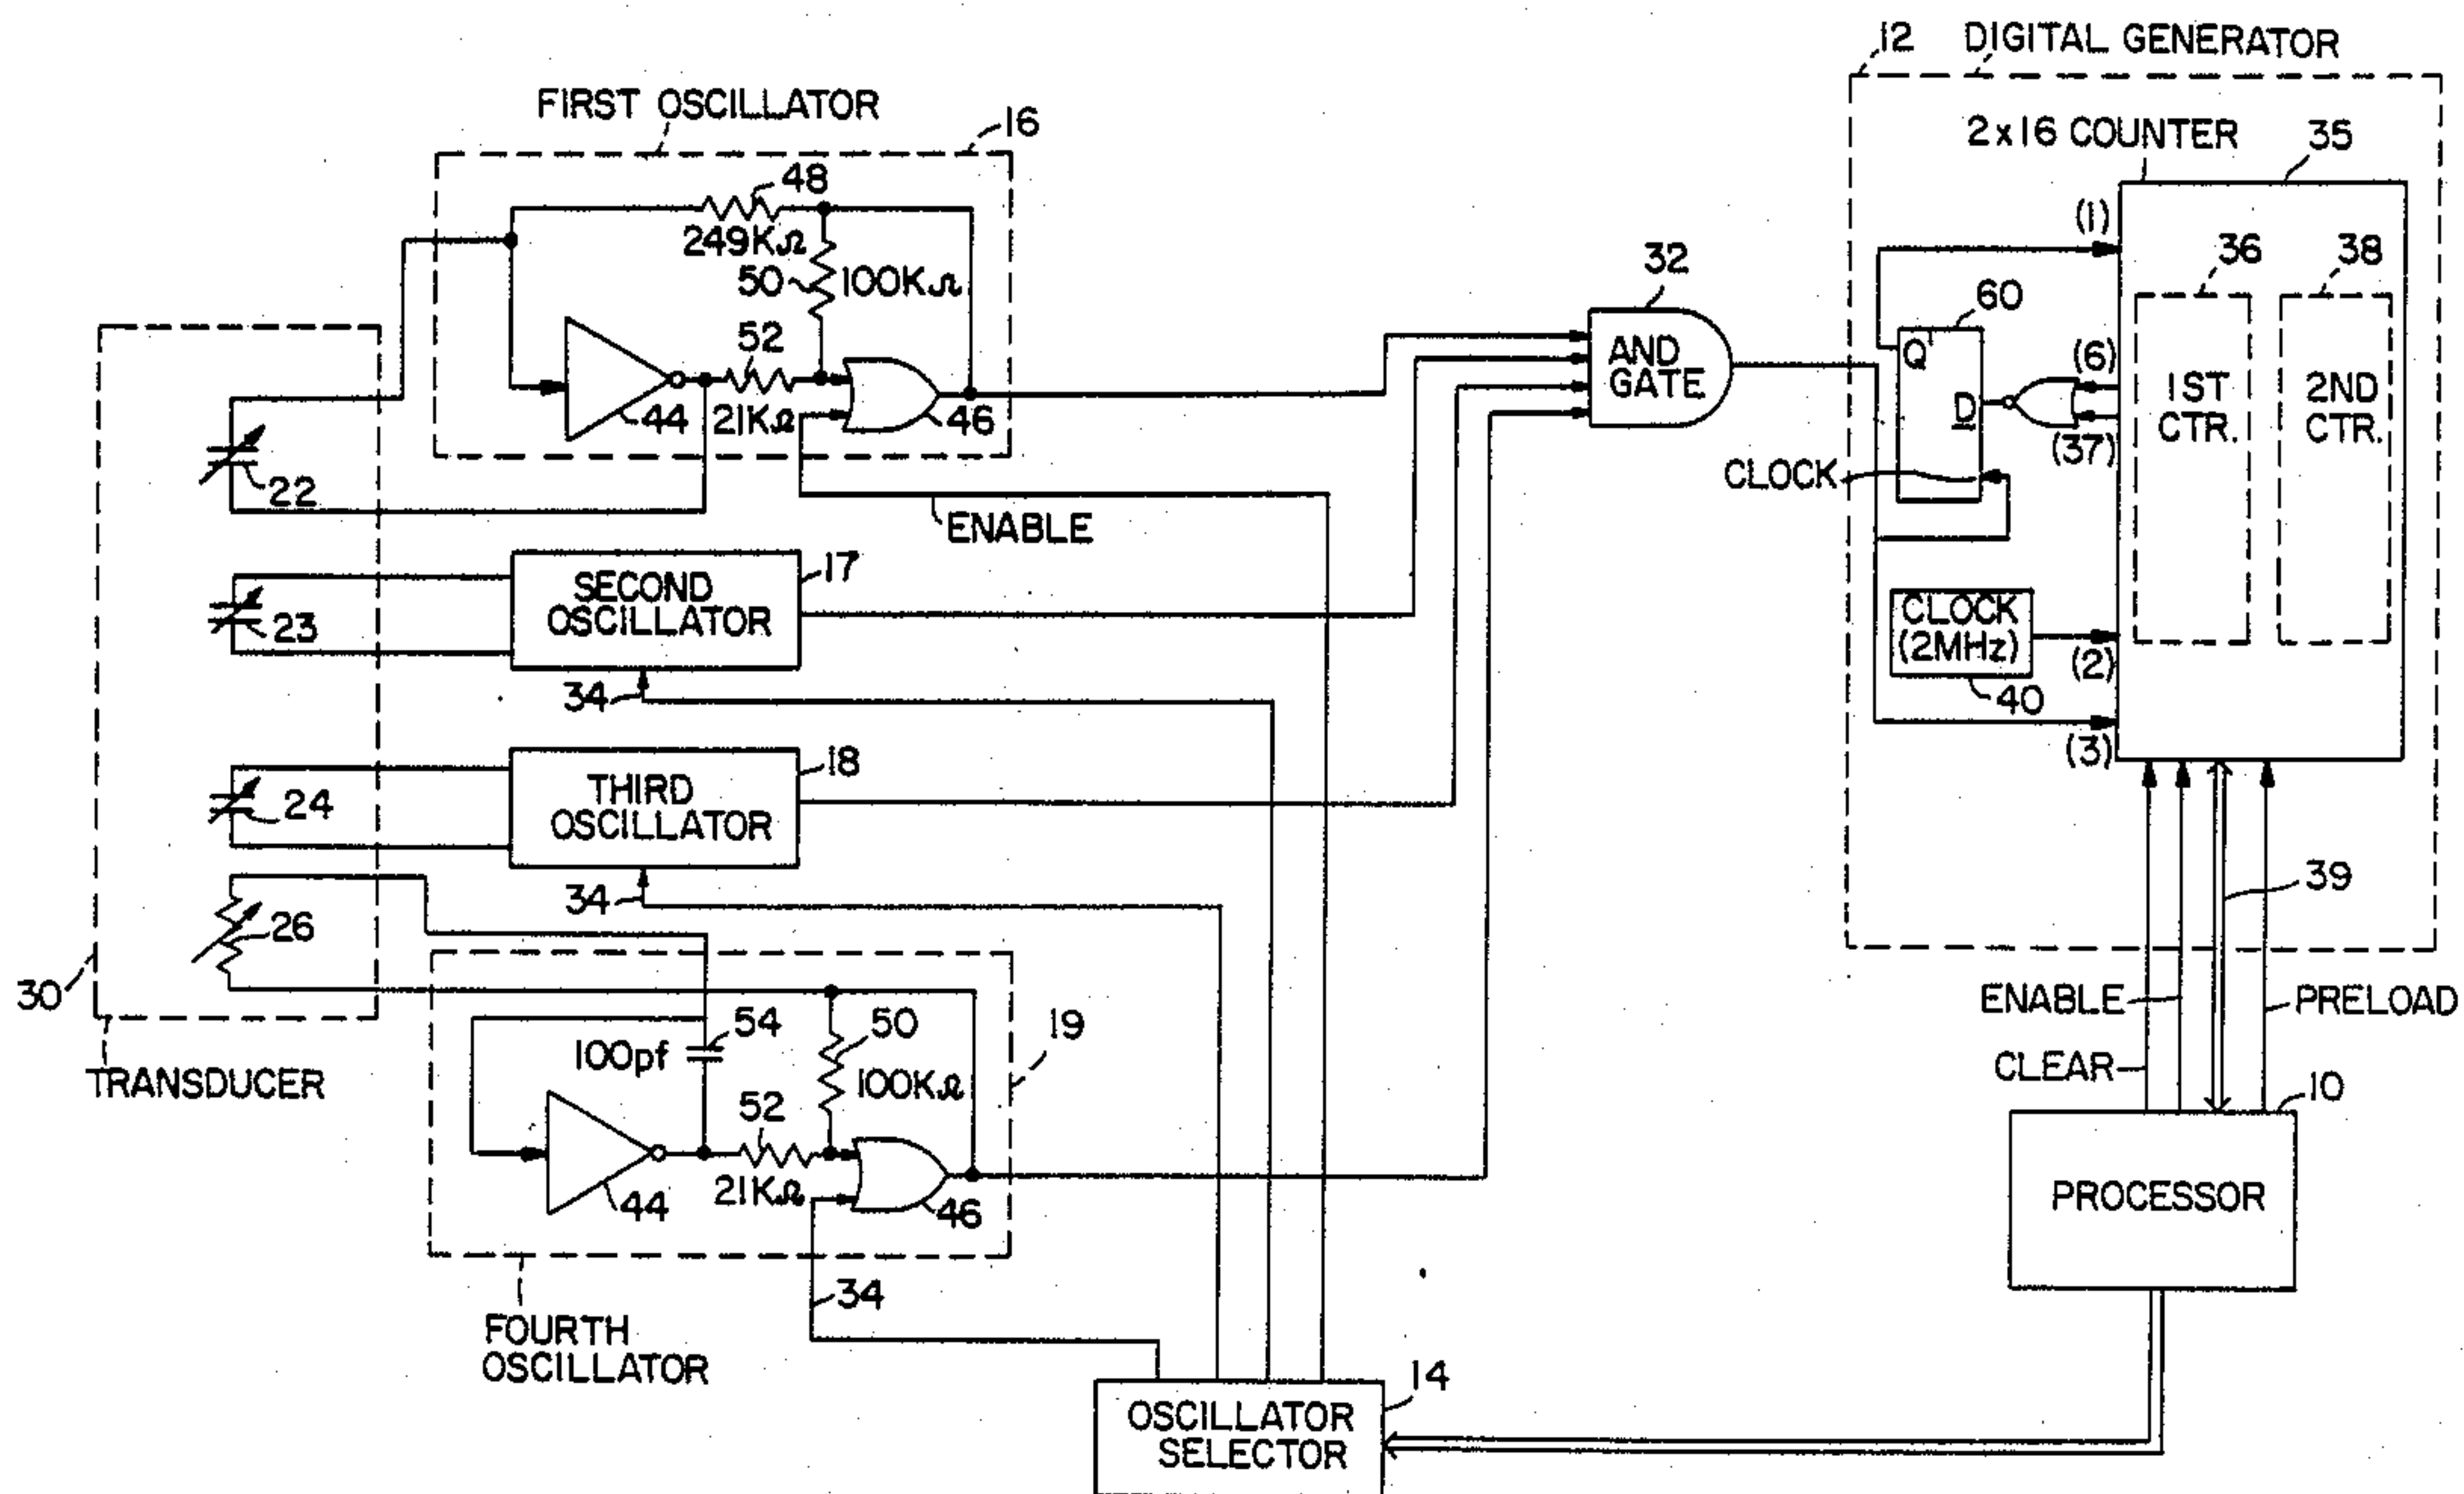 12 DIGITAL GENERATOR
FIRST OSCILLATOR
16
2x16 COUNTER
35
48
249KΩ
50
100KΩ
52
21KΩ
44
46
22
ENABLE
32
AND
GATE
(1)
36
38
60
Q
D
(6)
(37)
1ST
CTR.
2ND
CTR.
CLOCK
CLOCK
(2MHz)
(2)
40
(3)
SECOND
OSCILLATOR
17
23
34
THIRD
OSCILLATOR
18
24
34
26
30
TRANSDUCER
39
54
100pf
50
100KΩ
19
52
21KΩ
44
46
34
FOURTH
OSCILLATOR
ENABLE
PRELOAD
CLEAR
10
PROCESSOR
14
OSCILLATOR
SELECTOR